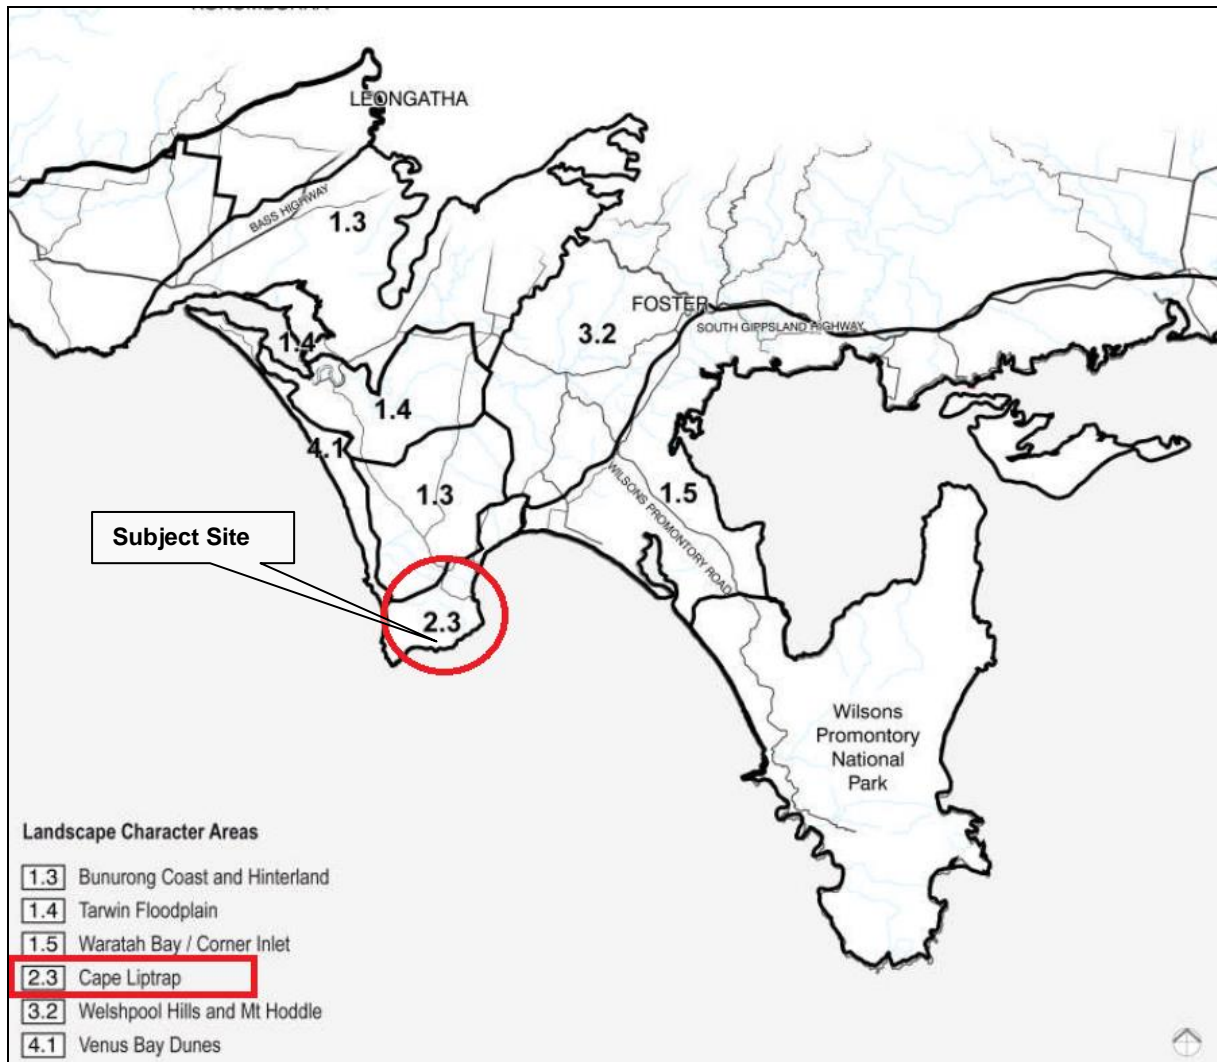 LEONGATHA
BASS HIGHWAY
1.3
FOSTER
SOUTH GIPPSLAND HIGHWAY
3.2
1.4
1.4
4.1
1.3
1.5
WILSONS PROMONTORY ROAD
Subject Site
2.3
Wilsons
Promontory
National
Park
Landscape Character Areas
1.3 Bunurong Coast and Hinterland
1.4 Tarwin Floodplain
1.5 Waratah Bay / Corner Inlet
2.3 Cape Liptrap
3.2 Welshpool Hills and Mt Hoddle
4.1 Venus Bay Dunes